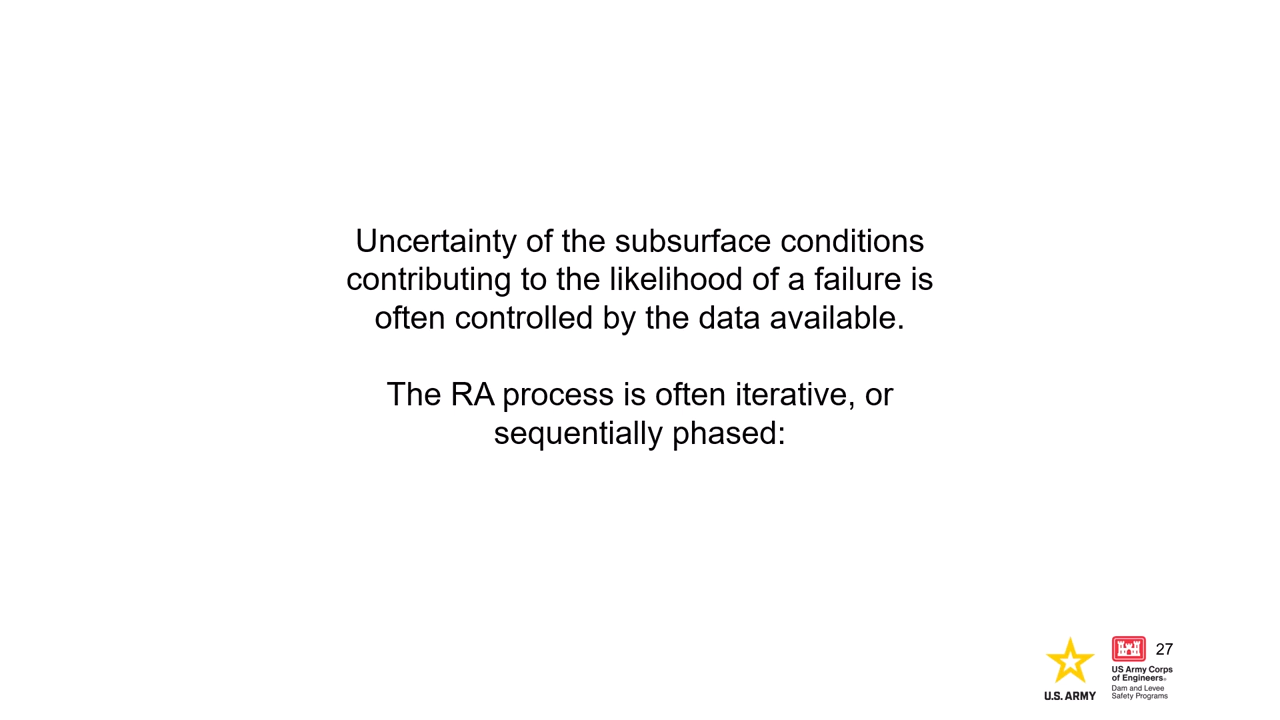 Uncertainty of the subsurface conditions
contributing to the likelihood of a failure is
often controlled by the data available.
The RA process is often iterative, or
sequentially phased:
27
U.S. ARMY
US Army Corps
of Engineers®
Dam and Levee
Safety Programs